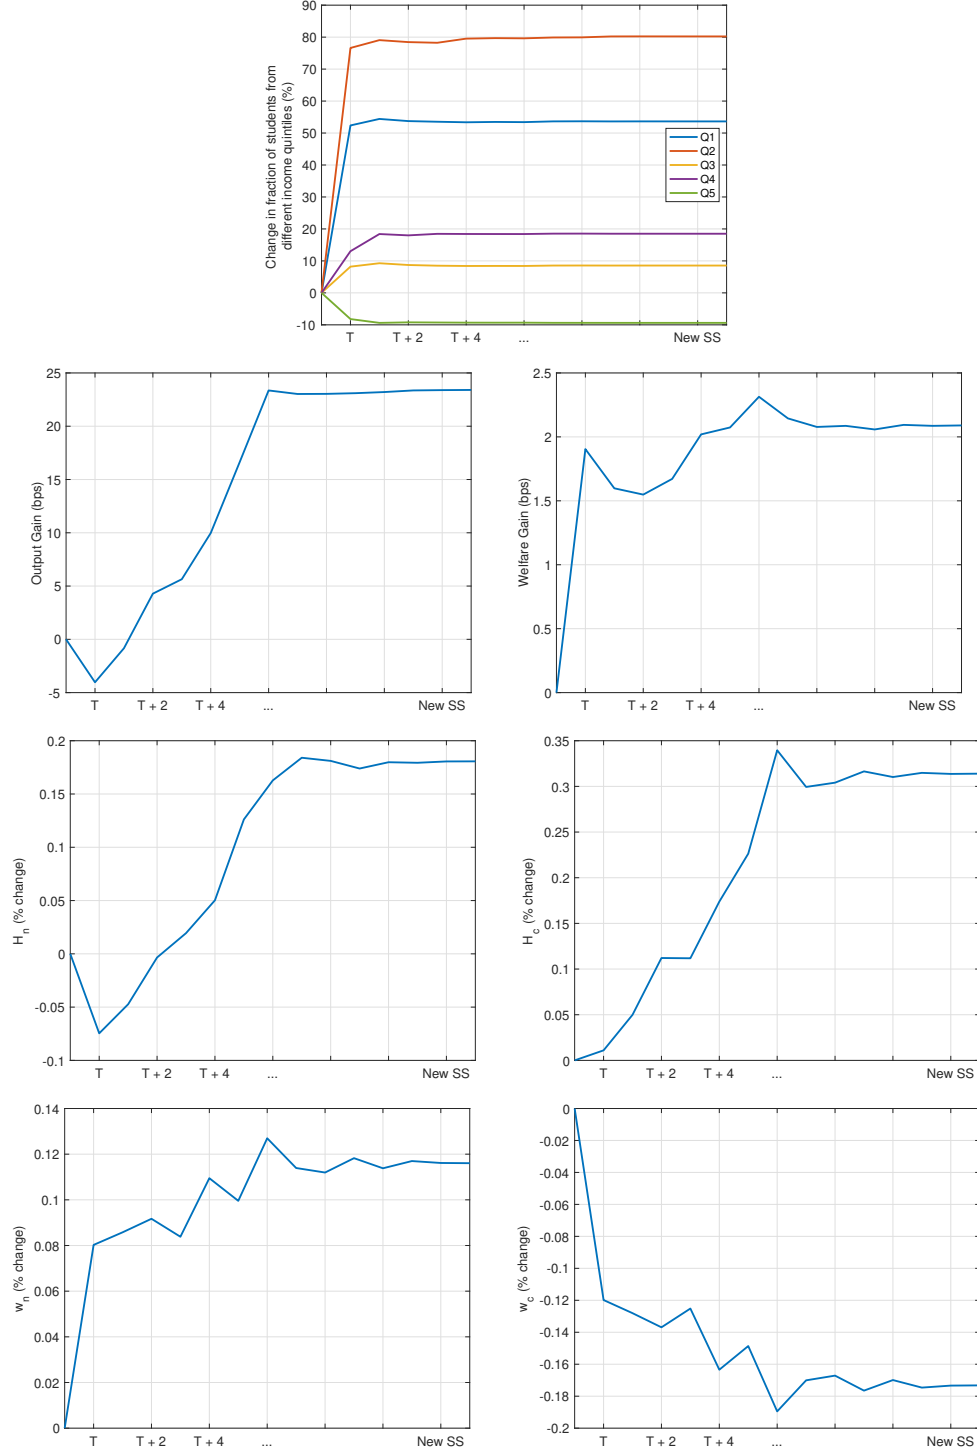 90
80
70
60
50
40
30
20
10
0
-10
Change in fraction of students from
different income quintiles (%)
Q1
Q2
Q3
Q4
Q5
T
T + 2
T + 4
...
New SS
25
20
15
10
5
0
-5
Output Gain (bps)
T
T + 2
T + 4
...
New SS
2.5
2
1.5
1
0.5
0
Welfare Gain (bps)
T
T + 2
T + 4
...
New SS
0.2
0.15
0.1
0.05
0
-0.05
-0.1
H_n (% change)
T
T + 2
T + 4
...
New SS
0.35
0.3
0.25
0.2
0.15
0.1
0.05
0
H_c (% change)
T
T + 2
T + 4
...
New SS
0.14
0.12
0.1
0.08
0.06
0.04
0.02
0
w_n (% change)
T
T + 2
T + 4
...
New SS
0
-0.02
-0.04
-0.06
-0.08
-0.1
-0.12
-0.14
-0.16
-0.18
-0.2
w_c (% change)
T
T + 2
T + 4
...
New SS